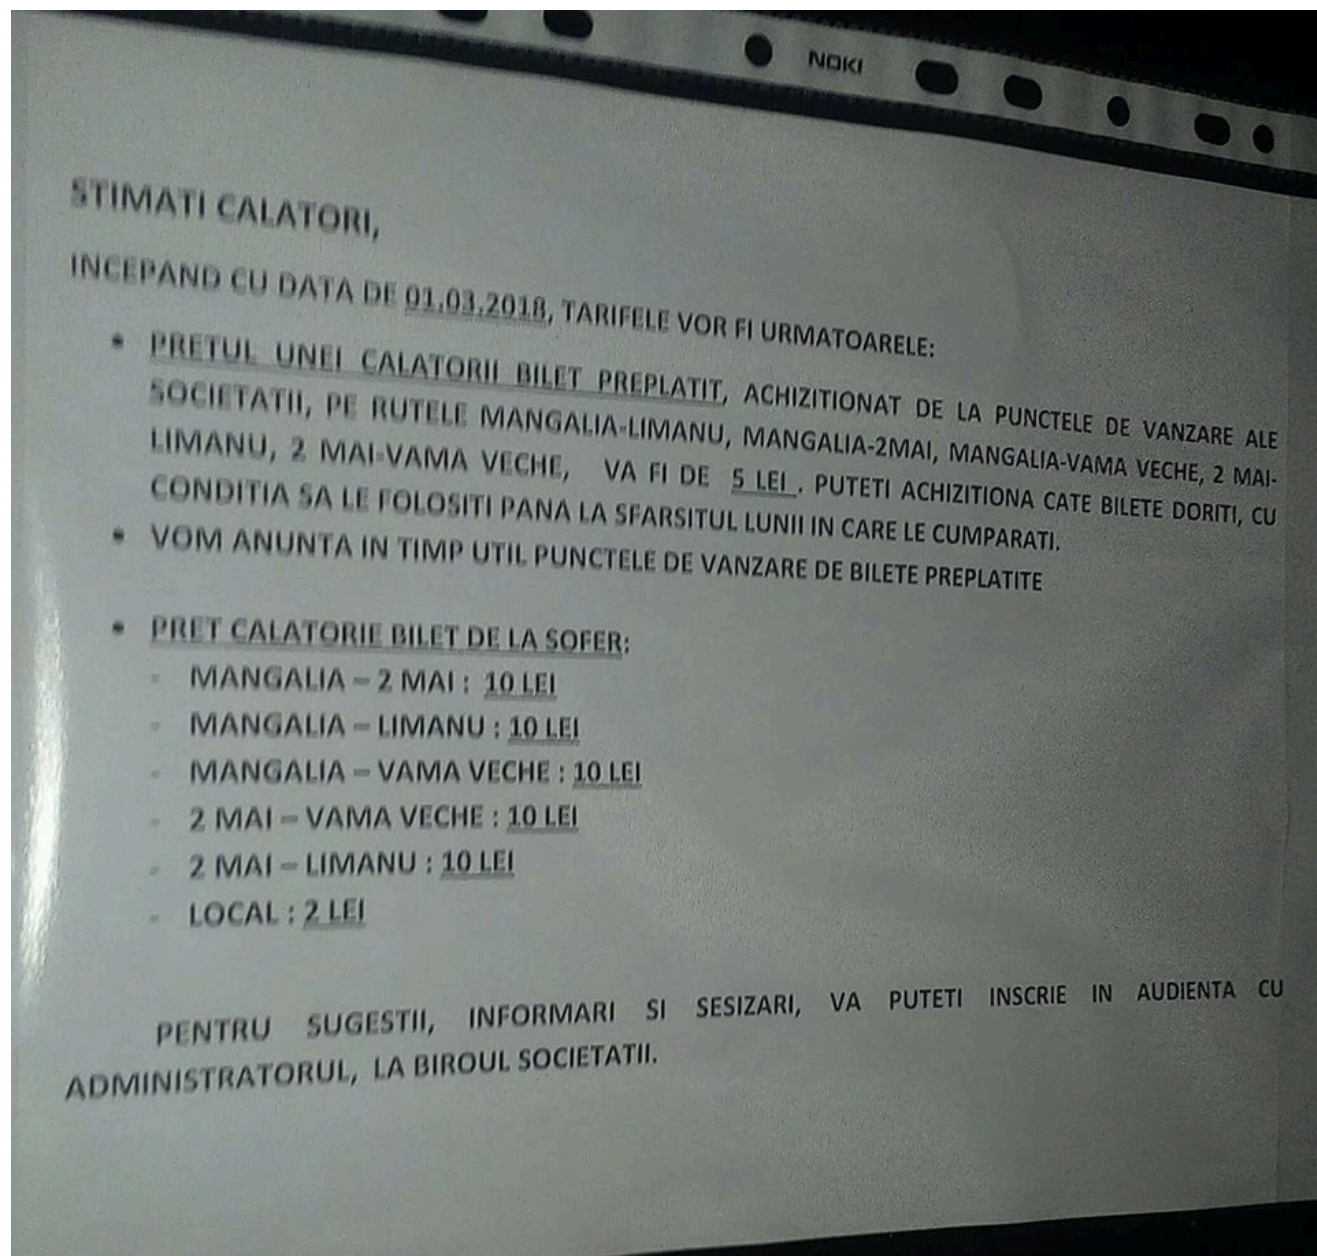 NOKI
STIMATI CALATORI,
INCEPAND CU DATA DE 01.03.2018, TARIFELE VOR FI URMATOARELE:
• PRETUL UNEI CALATORII BILET PREPLATIT, ACHIZITIONAT DE LA PUNCTELE DE VANZARE ALE
SOCIETATII, PE RUTELE MANGALIA-LIMANU, MANGALIA-2MAI, MANGALIA-VAMA VECHE, 2 MAI-
LIMANU, 2 MAI-VAMA VECHE, VA FI DE 5 LEI . PUTETI ACHIZITIONA CATE BILETE DORITI, CU
CONDITIA SA LE FOLOSITI PANA LA SFARSITUL LUNII IN CARE LE CUMPARATI.
• VOM ANUNTA IN TIMP UTIL PUNCTELE DE VANZARE DE BILETE PREPLATITE
• PRET CALATORIE BILET DE LA SOFER:
- MANGALIA – 2 MAI : 10 LEI
- MANGALIA – LIMANU : 10 LEI
- MANGALIA – VAMA VECHE : 10 LEI
- 2 MAI – VAMA VECHE : 10 LEI
- 2 MAI – LIMANU : 10 LEI
- LOCAL : 2 LEI
PENTRU SUGESTII, INFORMARI SI SESIZARI, VA PUTETI INSCRIE IN AUDIENTA CU
ADMINISTRATORUL, LA BIROUL SOCIETATII.